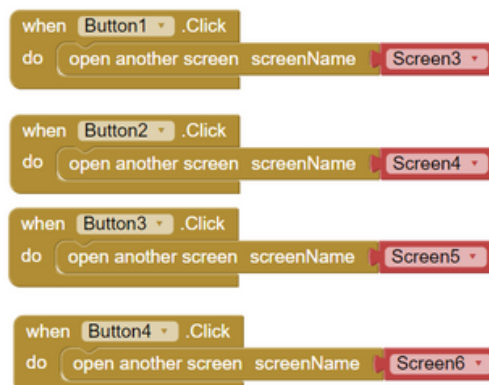 when Button1 .Click
do open another screen screenName Screen3
when Button2 .Click
do open another screen screenName Screen4
when Button3 .Click
do open another screen screenName Screen5
when Button4 .Click
do open another screen screenName Screen6